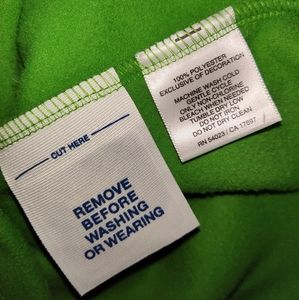 CUT HERE
REMOVE
BEFORE
WASHING
OR WEARING
100% POLYESTER
EXCLUSIVE OF DECORATION
MACHINE WASH COLD
GENTLE CYCLE
ONLY NON-CHLORINE
BLEACH WHEN NEEDED
TUMBLE DRY LOW
DO NOT IRON
DO NOT DRY CLEAN
RN 54023 / CA 17897